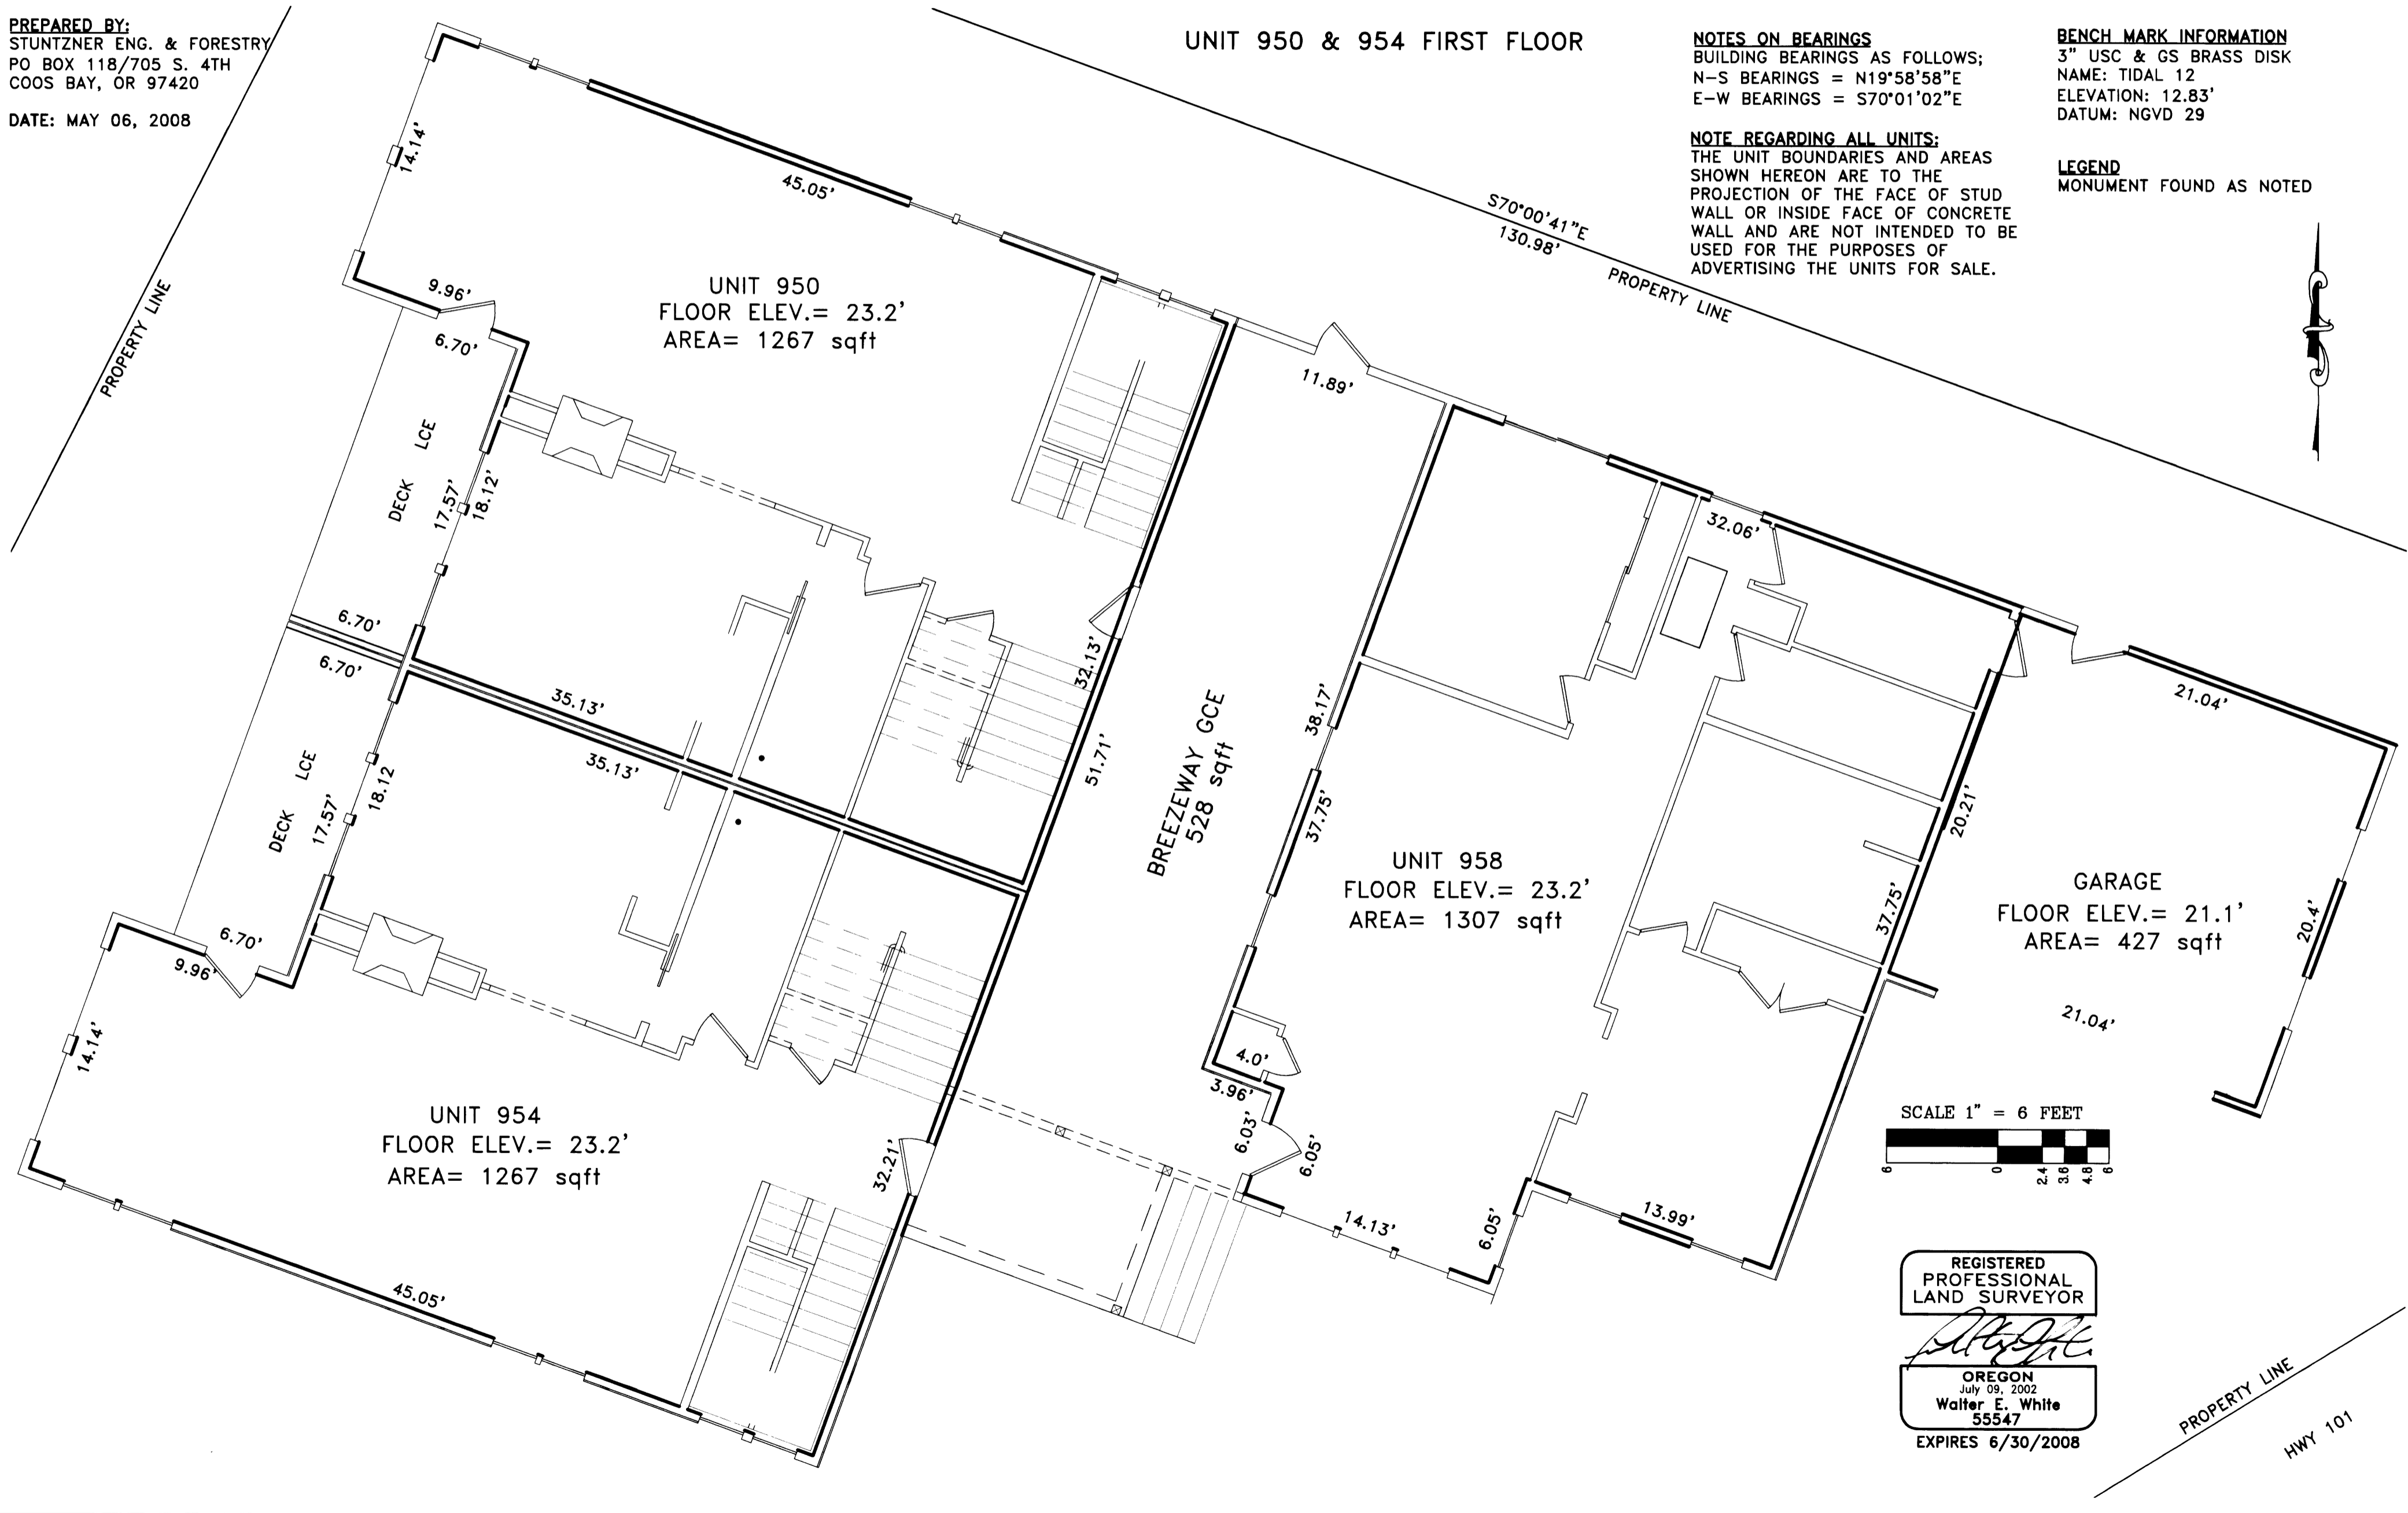 PREPARED BY:
STUNTZNER ENG. & FORESTRY
PO BOX 118/705 S. 4TH
COOS BAY, OR 97420
DATE: MAY 06, 2008
UNIT 950 & 954 FIRST FLOOR
NOTES ON BEARINGS
BUILDING BEARINGS AS FOLLOWS;
N-S BEARINGS = N19°58'58"E
E-W BEARINGS = S70°01'02"E
NOTE REGARDING ALL UNITS:
THE UNIT BOUNDARIES AND AREAS
SHOWN HEREON ARE TO THE
PROJECTION OF THE FACE OF STUD
WALL OR INSIDE FACE OF CONCRETE
WALL AND ARE NOT INTENDED TO BE
USED FOR THE PURPOSES OF
ADVERTISING THE UNITS FOR SALE.
BENCH MARK INFORMATION
3" USC & GS BRASS DISK
NAME: TIDAL 12
ELEVATION: 12.83'
DATUM: NGVD 29
LEGEND
MONUMENT FOUND AS NOTED
PROPERTY LINE
S70°00'41"E
130.98'
PROPERTY LINE
14.14'
45.05'
9.96'
6.70'
UNIT 950
FLOOR ELEV.= 23.2'
AREA= 1267 sqft
DECK LCE
17.57'
18.12'
6.70'
6.70'
35.13'
35.13'
32.13'
51.71'
11.89'
BREEZEWAY GCE
528 sqft
38.17'
37.75'
32.06'
UNIT 958
FLOOR ELEV.= 23.2'
AREA= 1307 sqft
20.21'
37.75'
21.04'
GARAGE
FLOOR ELEV.= 21.1'
AREA= 427 sqft
20.4'
21.04'
DECK LCE
17.57'
18.12
6.70'
9.96'
14.14'
UNIT 954
FLOOR ELEV.= 23.2'
AREA= 1267 sqft
45.05'
32.21'
4.0'
3.96'
6.03'
6.05'
14.13'
6.05'
13.99'
SCALE 1" = 6 FEET
6 0 2.4 3.6 4.8 6
REGISTERED
PROFESSIONAL
LAND SURVEYOR
OREGON
July 09, 2002
Walter E. White
55547
EXPIRES 6/30/2008
PROPERTY LINE
HWY 101